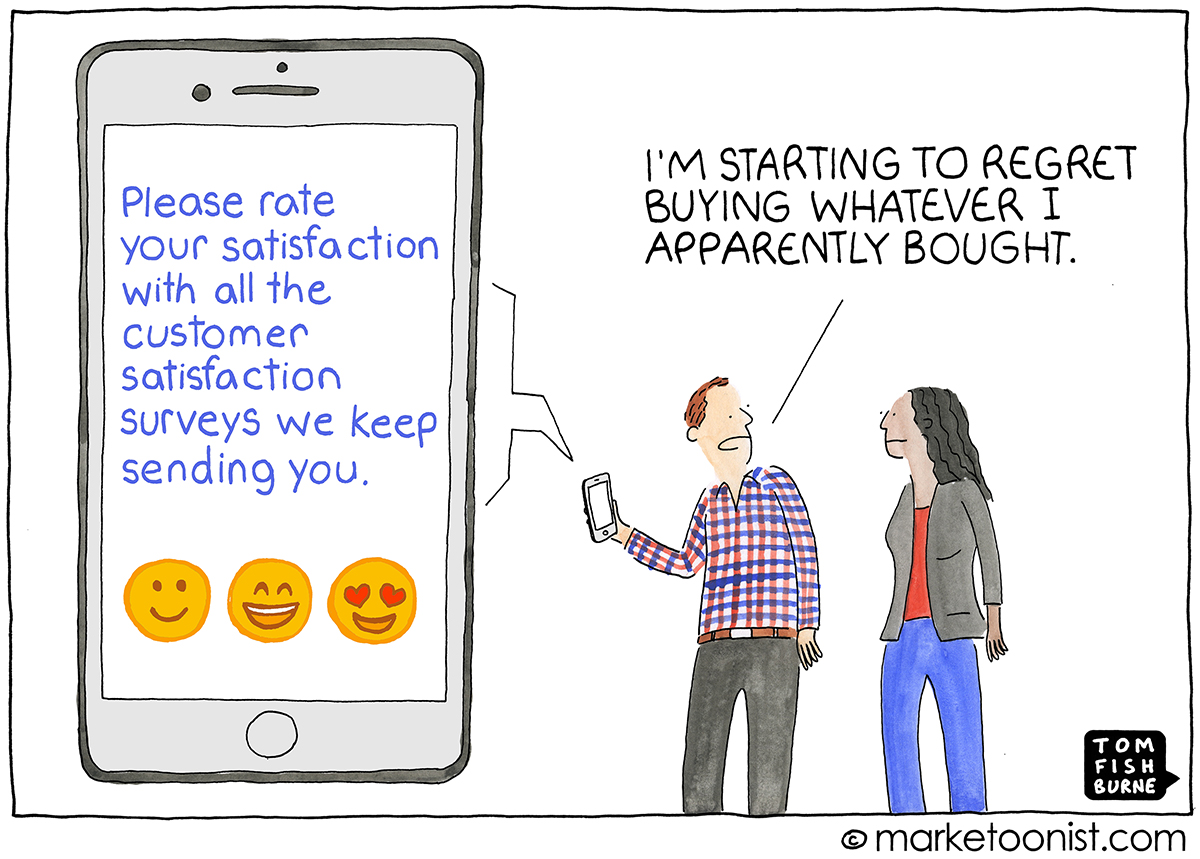 Please rate
your satisfaction
with all the
customer
satisfaction
surveys we keep
sending you.
I'M STARTING TO REGRET
BUYING WHATEVER I
APPARENTLY BOUGHT.
TOM
FISH
BURNE
© marketoonist.com